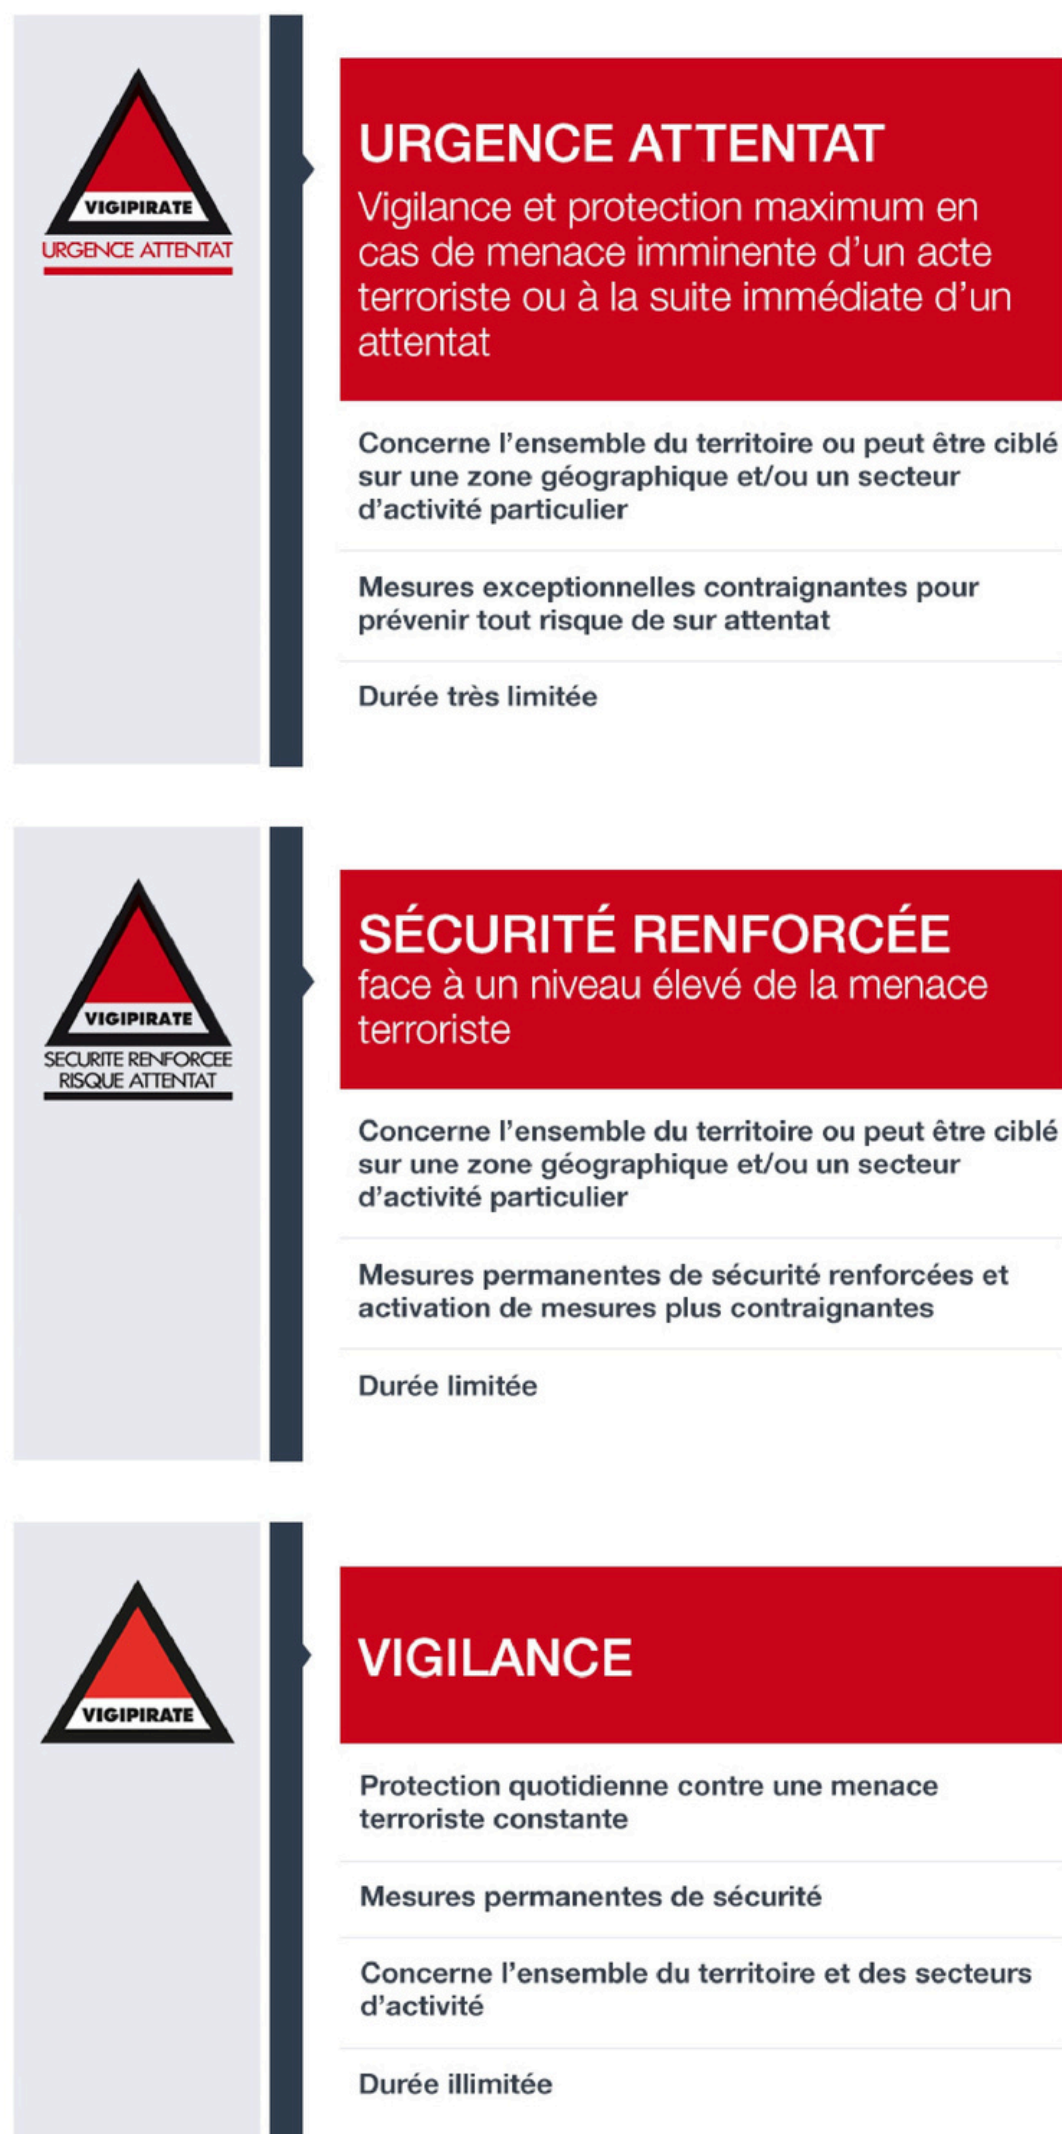 VIGIPIRATE
URGENCE ATTENTAT
URGENCE ATTENTAT
Vigilance et protection maximum en
cas de menace imminente d'un acte
terroriste ou à la suite immédiate d'un
attentat
Concerne l'ensemble du territoire ou peut être ciblé
sur une zone géographique et/ou un secteur
d'activité particulier
Mesures exceptionnelles contraignantes pour
prévenir tout risque de sur attentat
Durée très limitée
VIGIPIRATE
SECURITE RENFORCEE
RISQUE ATTENTAT
SÉCURITÉ RENFORCÉE
face à un niveau élevé de la menace
terroriste
Concerne l'ensemble du territoire ou peut être ciblé
sur une zone géographique et/ou un secteur
d'activité particulier
Mesures permanentes de sécurité renforcées et
activation de mesures plus contraignantes
Durée limitée
VIGIPIRATE
VIGILANCE
Protection quotidienne contre une menace
terroriste constante
Mesures permanentes de sécurité
Concerne l'ensemble du territoire et des secteurs
d'activité
Durée illimitée